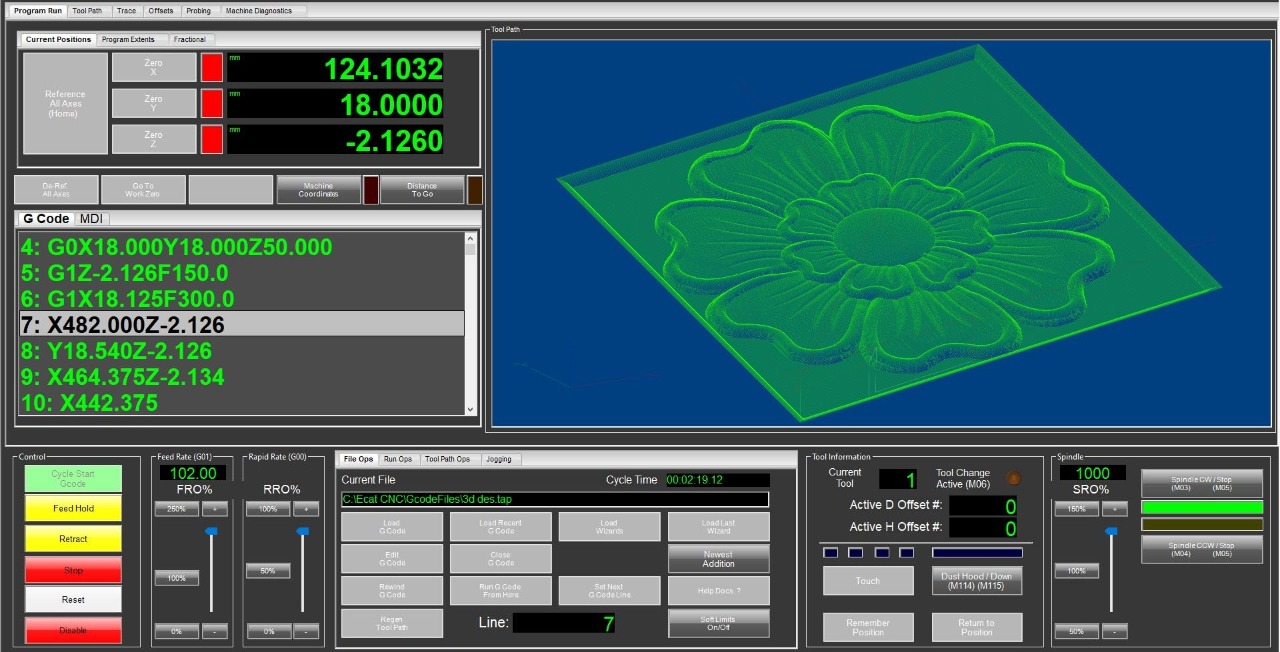 Program Run Tool Path Trace Offsets Probing Machine Diagnostics
Current Positions Program Extents Fractional
Reference
All Axes
(Home)
Zero
X
mm
124.1032
Zero
Y
mm
18.0000
Zero
Z
mm
-2.1260
De-Ref
All Axes
Go To
Work Zero
Machine
Coordinates
Distance
To Go
G Code MDI
4: G0X18.000Y18.000Z50.000
5: G1Z-2.126F150.0
6: G1X18.125F300.0
7: X482.000Z-2.126
8: Y18.540Z-2.126
9: X464.375Z-2.134
10: X442.375
Tool Path
Control
Cycle Start
Gcode
Feed Hold
Retract
Stop
Reset
Disable
Feed Rate (G01)
102.00
FRO%
250% +
100%
0% -
Rapid Rate (G00)
RRO%
100% +
50%
0% -
File Ops Run Ops Tool Path Ops Jogging
Current File
Cycle Time 00:02:19.12
C:\Ecat CNC\GcodeFiles\3d des.tap
Load
G Code
Load Recent
G Code
Load
Wizards
Load Last
Wizard
Edit
G Code
Close
G Code
Newest
Addition
Rewind
G Code
Run G Code
From Here
Set Next
G Code Line
Help Docs ?
Regen
Tool Path
Line: 7
Soft Limits
On/Off
Tool Information
Current
Tool
1
Tool Change
Active (M06)
Active D Offset #: 0
Active H Offset #: 0
Touch
Dust Hood / Down
(M114) (M115)
Remember
Position
Return to
Position
Spindle
1000
SRO%
150% +
100%
50% -
Spindle CW / Stop
(M03) (M05)
Spindle CCW / Stop
(M04) (M05)